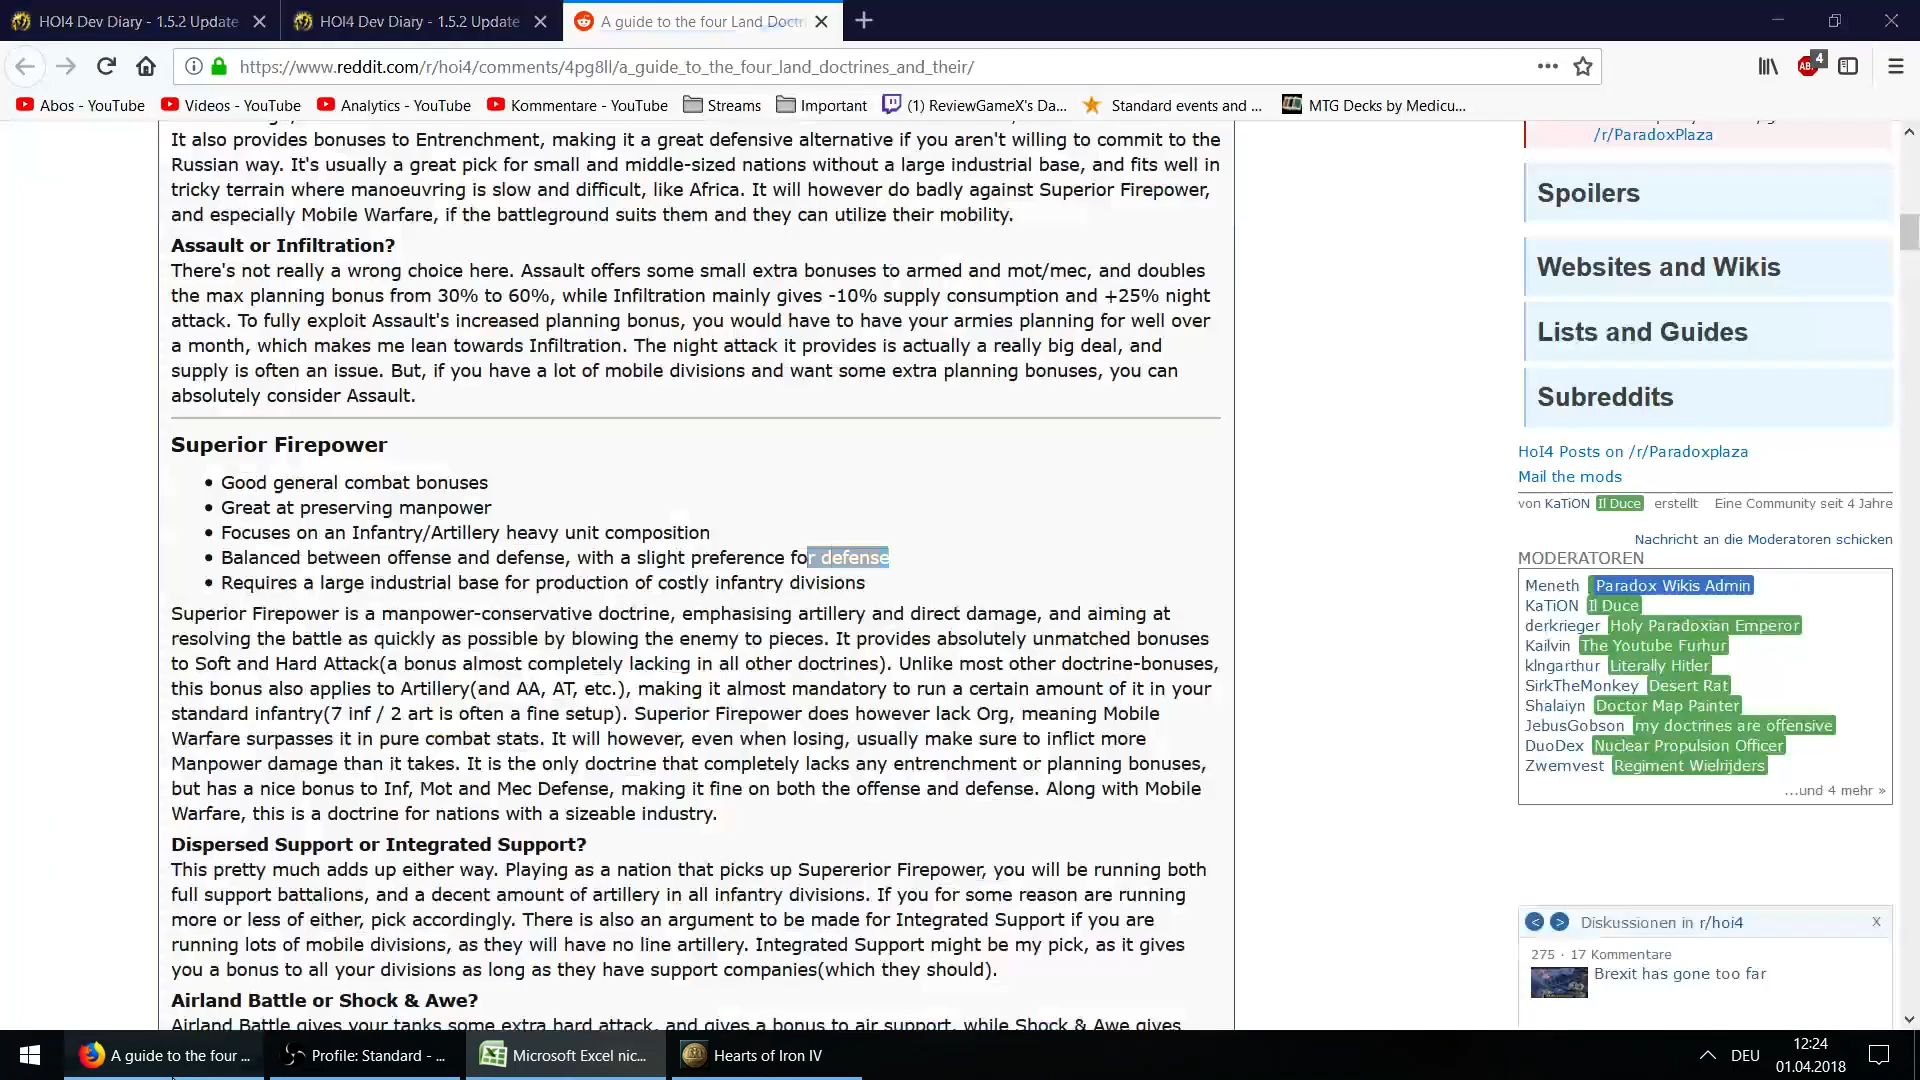 HOI4 Dev Diary - 1.5.2 Update
HOI4 Dev Diary - 1.5.2 Update
A guide to the four Land Doctr
https://www.reddit.com/r/hoi4/comments/4pg8ll/a_guide_to_the_four_land_doctrines_and_their/
4
Abos - YouTube
Videos - YouTube
Analytics - YouTube
Kommentare - YouTube
Streams
Important
(1) ReviewGameX's Da...
Standard events and ...
MTG Decks by Medicu...
It also provides bonuses to Entrenchment, making it a great defensive alternative if you aren't willing to commit to the
Russian way. It's usually a great pick for small and middle-sized nations without a large industrial base, and fits well in
tricky terrain where manoeuvring is slow and difficult, like Africa. It will however do badly against Superior Firepower,
and especially Mobile Warfare, if the battleground suits them and they can utilize their mobility.
Assault or Infiltration?
There's not really a wrong choice here. Assault offers some small extra bonuses to armed and mot/mec, and doubles
the max planning bonus from 30% to 60%, while Infiltration mainly gives -10% supply consumption and +25% night
attack. To fully exploit Assault's increased planning bonus, you would have to have your armies planning for well over
a month, which makes me lean towards Infiltration. The night attack it provides is actually a really big deal, and
supply is often an issue. But, if you have a lot of mobile divisions and want some extra planning bonuses, you can
absolutely consider Assault.
Superior Firepower
• Good general combat bonuses
• Great at preserving manpower
• Focuses on an Infantry/Artillery heavy unit composition
• Balanced between offense and defense, with a slight preference for defense
• Requires a large industrial base for production of costly infantry divisions
Superior Firepower is a manpower-conservative doctrine, emphasising artillery and direct damage, and aiming at
resolving the battle as quickly as possible by blowing the enemy to pieces. It provides absolutely unmatched bonuses
to Soft and Hard Attack(a bonus almost completely lacking in all other doctrines). Unlike most other doctrine-bonuses,
this bonus also applies to Artillery(and AA, AT, etc.), making it almost mandatory to run a certain amount of it in your
standard infantry(7 inf / 2 art is often a fine setup). Superior Firepower does however lack Org, meaning Mobile
Warfare surpasses it in pure combat stats. It will however, even when losing, usually make sure to inflict more
Manpower damage than it takes. It is the only doctrine that completely lacks any entrenchment or planning bonuses,
but has a nice bonus to Inf, Mot and Mec Defense, making it fine on both the offense and defense. Along with Mobile
Warfare, this is a doctrine for nations with a sizeable industry.
Dispersed Support or Integrated Support?
This pretty much adds up either way. Playing as a nation that picks up Supererior Firepower, you will be running both
full support battalions, and a decent amount of artillery in all infantry divisions. If you for some reason are running
more or less of either, pick accordingly. There is also an argument to be made for Integrated Support if you are
running lots of mobile divisions, as they will have no line artillery. Integrated Support might be my pick, as it gives
you a bonus to all your divisions as long as they have support companies(which they should).
Airland Battle or Shock & Awe?
Airland Battle gives your tanks some extra hard attack, and gives a bonus to air support, while Shock & Awe gives
/r/ParadoxPlaza
Spoilers
Websites and Wikis
Lists and Guides
Subreddits
HoI4 Posts on /r/Paradoxplaza
Mail the mods
von KaTiON Il Duce erstellt Eine Community seit 4 Jahre
Nachricht an die Moderatoren schicken
MODERATOREN
Meneth Paradox Wikis Admin
KaTiON Il Duce
derkrieger Holy Paradoxian Emperor
Kailvin The Youtube Furhur
klngarthur Literally Hitler
SirkTheMonkey Desert Rat
Shalaiyn Doctor Map Painter
JebusGobson my doctrines are offensive
DuoDex Nuclear Propulsion Officer
Zwemvest Regiment Wielrijders
...und 4 mehr »
< > Diskussionen in r/hoi4 X
275 · 17 Kommentare
Brexit has gone too far
A guide to the four ...
Profile: Standard - ...
Microsoft Excel nic...
Hearts of Iron IV
DEU
12:24
01.04.2018